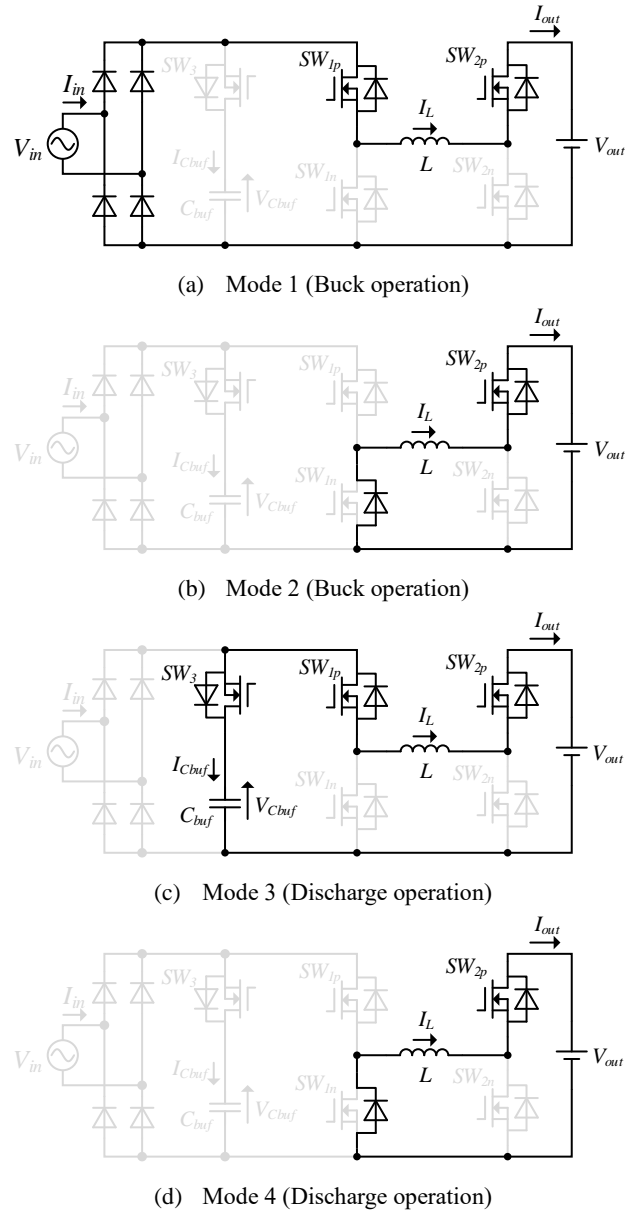 I_out
SW_3
SW_1p
SW_2p
I_in
I_L
V_in
L
V_out
I_Cbuf
SW_1n
SW_2n
C_buf
V_Cbuf
(a) Mode 1 (Buck operation)
I_out
SW_3
SW_1p
SW_2p
I_in
I_L
V_in
L
V_out
I_Cbuf
SW_1n
SW_2n
C_buf
V_Cbuf
(b) Mode 2 (Buck operation)
I_out
SW_3
SW_1p
SW_2p
I_in
I_L
V_in
L
V_out
I_Cbuf
SW_1n
SW_2n
C_buf
V_Cbuf
(c) Mode 3 (Discharge operation)
I_out
SW_3
SW_1p
SW_2p
I_in
I_L
V_in
L
V_out
I_Cbuf
SW_1n
SW_2n
C_buf
V_Cbuf
(d) Mode 4 (Discharge operation)